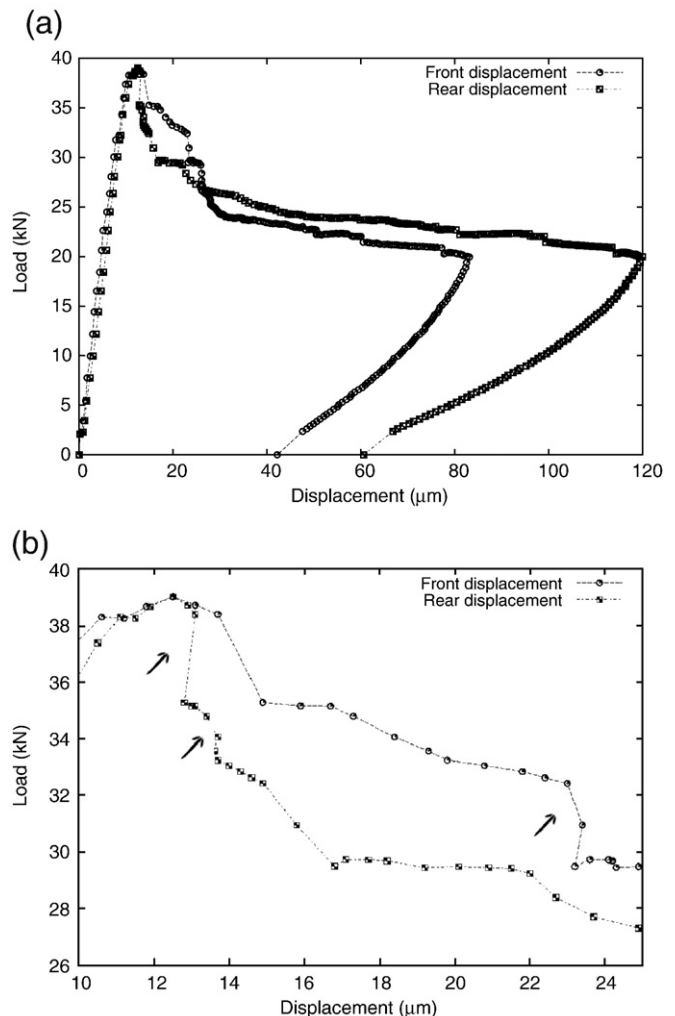 (a)
40
35
30
25
20
15
10
5
0
Load (kN)
Front displacement
Rear displacement
0 20 40 60 80 100 120
Displacement (μm)
(b)
40
38
36
34
32
30
28
26
Load (kN)
Front displacement
Rear displacement
10 12 14 16 18 20 22 24
Displacement (μm)